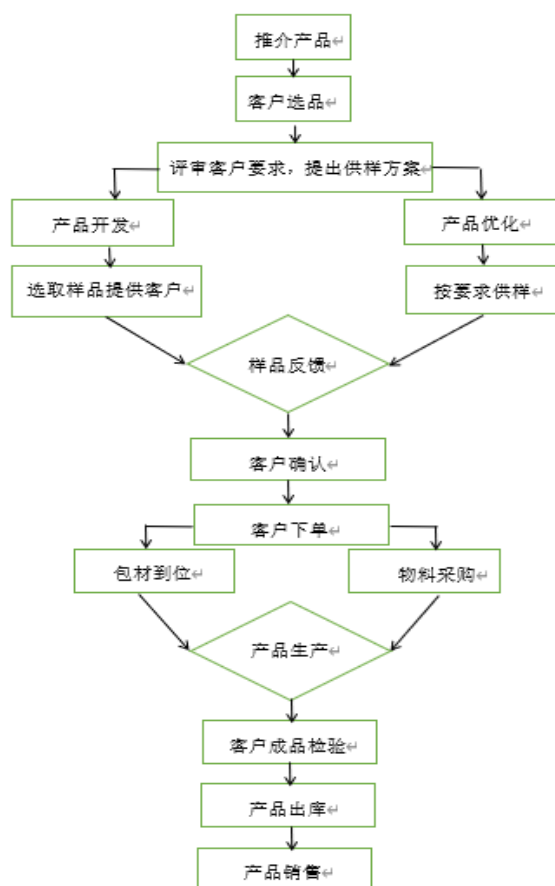 推介产品
客户选品
评审客户要求，提出供样方案
产品开发
产品优化
选取样品提供客户
按要求供样
样品反馈
客户确认
客户下单
包材到位
物料采购
产品生产
客户成品检验
产品出库
产品销售